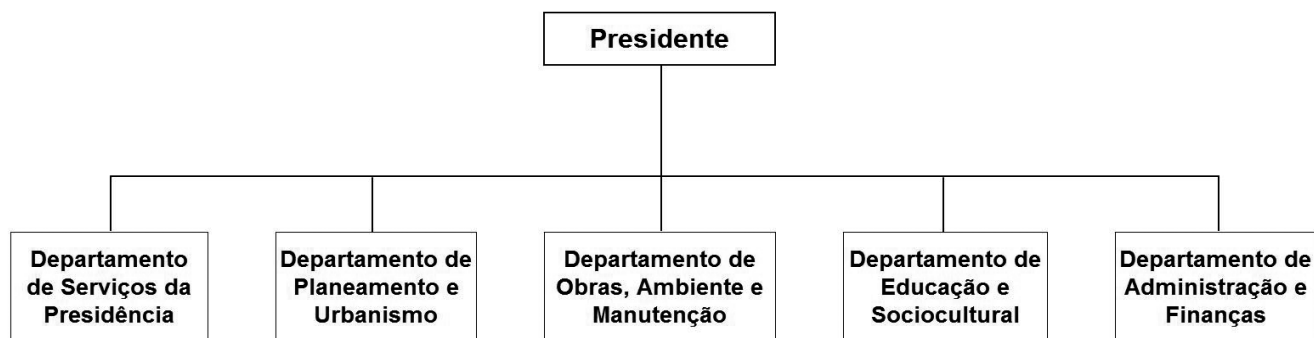 Presidente
Departamento
de Serviços da
Presidência
Departamento de
Planeamento e
Urbanismo
Departamento de
Obras, Ambiente e
Manutenção
Departamento de
Educação e
Sociocultural
Departamento de
Administração e
Finanças